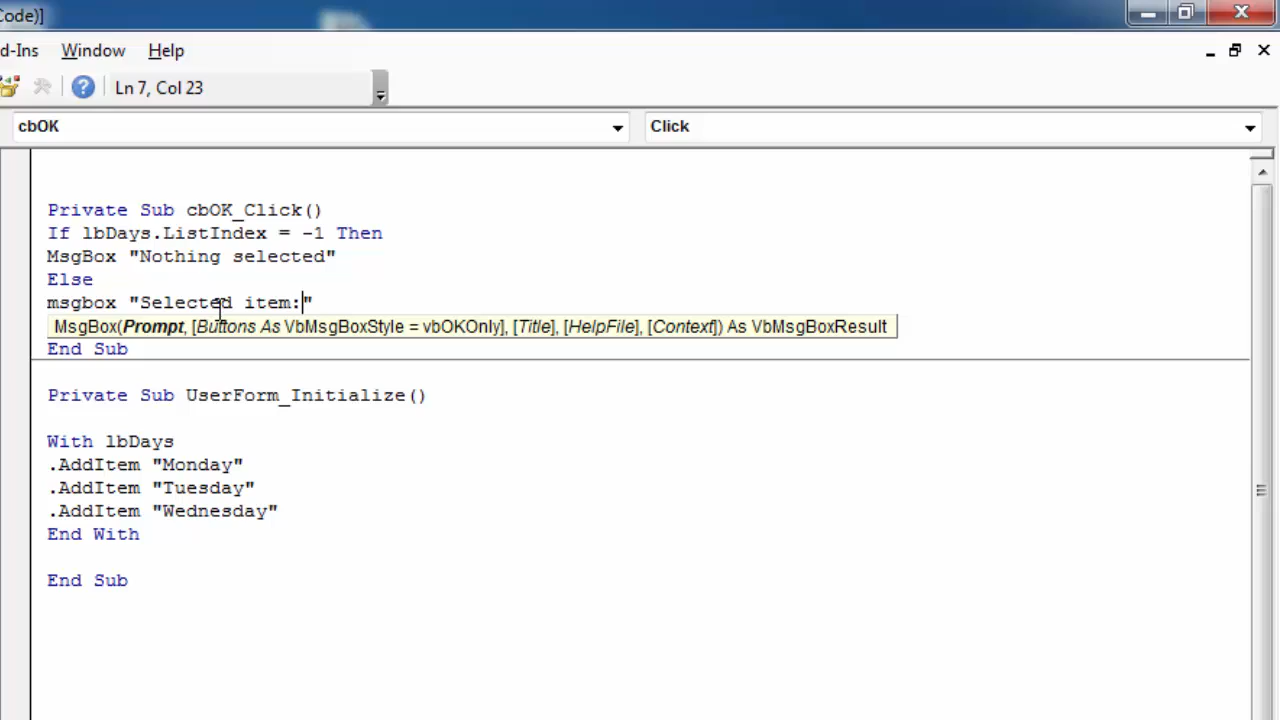 Code)]
d-Ins Window Help
Ln 7, Col 23
cbOK Click
Private Sub cbOK_Click()
If lbDays.ListIndex = -1 Then
MsgBox "Nothing selected"
Else
msgbox "Selected item:"
MsgBox(Prompt, [Buttons As VbMsgBoxStyle = vbOKOnly], [Title], [HelpFile], [Context]) As VbMsgBoxResult
End Sub
Private Sub UserForm_Initialize()
With lbDays
.AddItem "Monday"
.AddItem "Tuesday"
.AddItem "Wednesday"
End With
End Sub